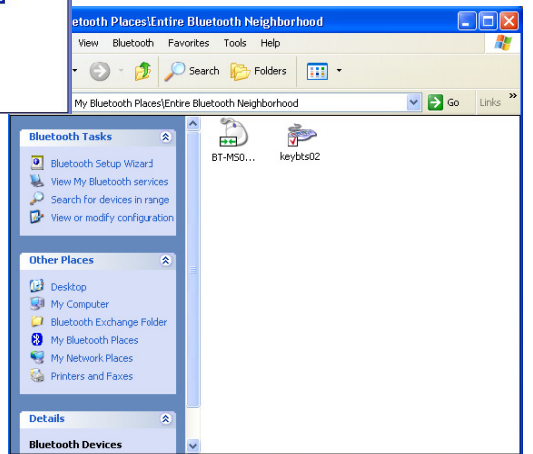 etooth Places\Entire Bluetooth Neighborhood
View Bluetooth Favorites Tools Help
Search Folders
My Bluetooth Places\Entire Bluetooth Neighborhood Go Links »
Bluetooth Tasks
Bluetooth Setup Wizard
View My Bluetooth services
Search for devices in range
View or modify configuration
Other Places
Desktop
My Computer
Bluetooth Exchange Folder
My Bluetooth Places
My Network Places
Printers and Faxes
Details
Bluetooth Devices
BT-MS0... keybts02